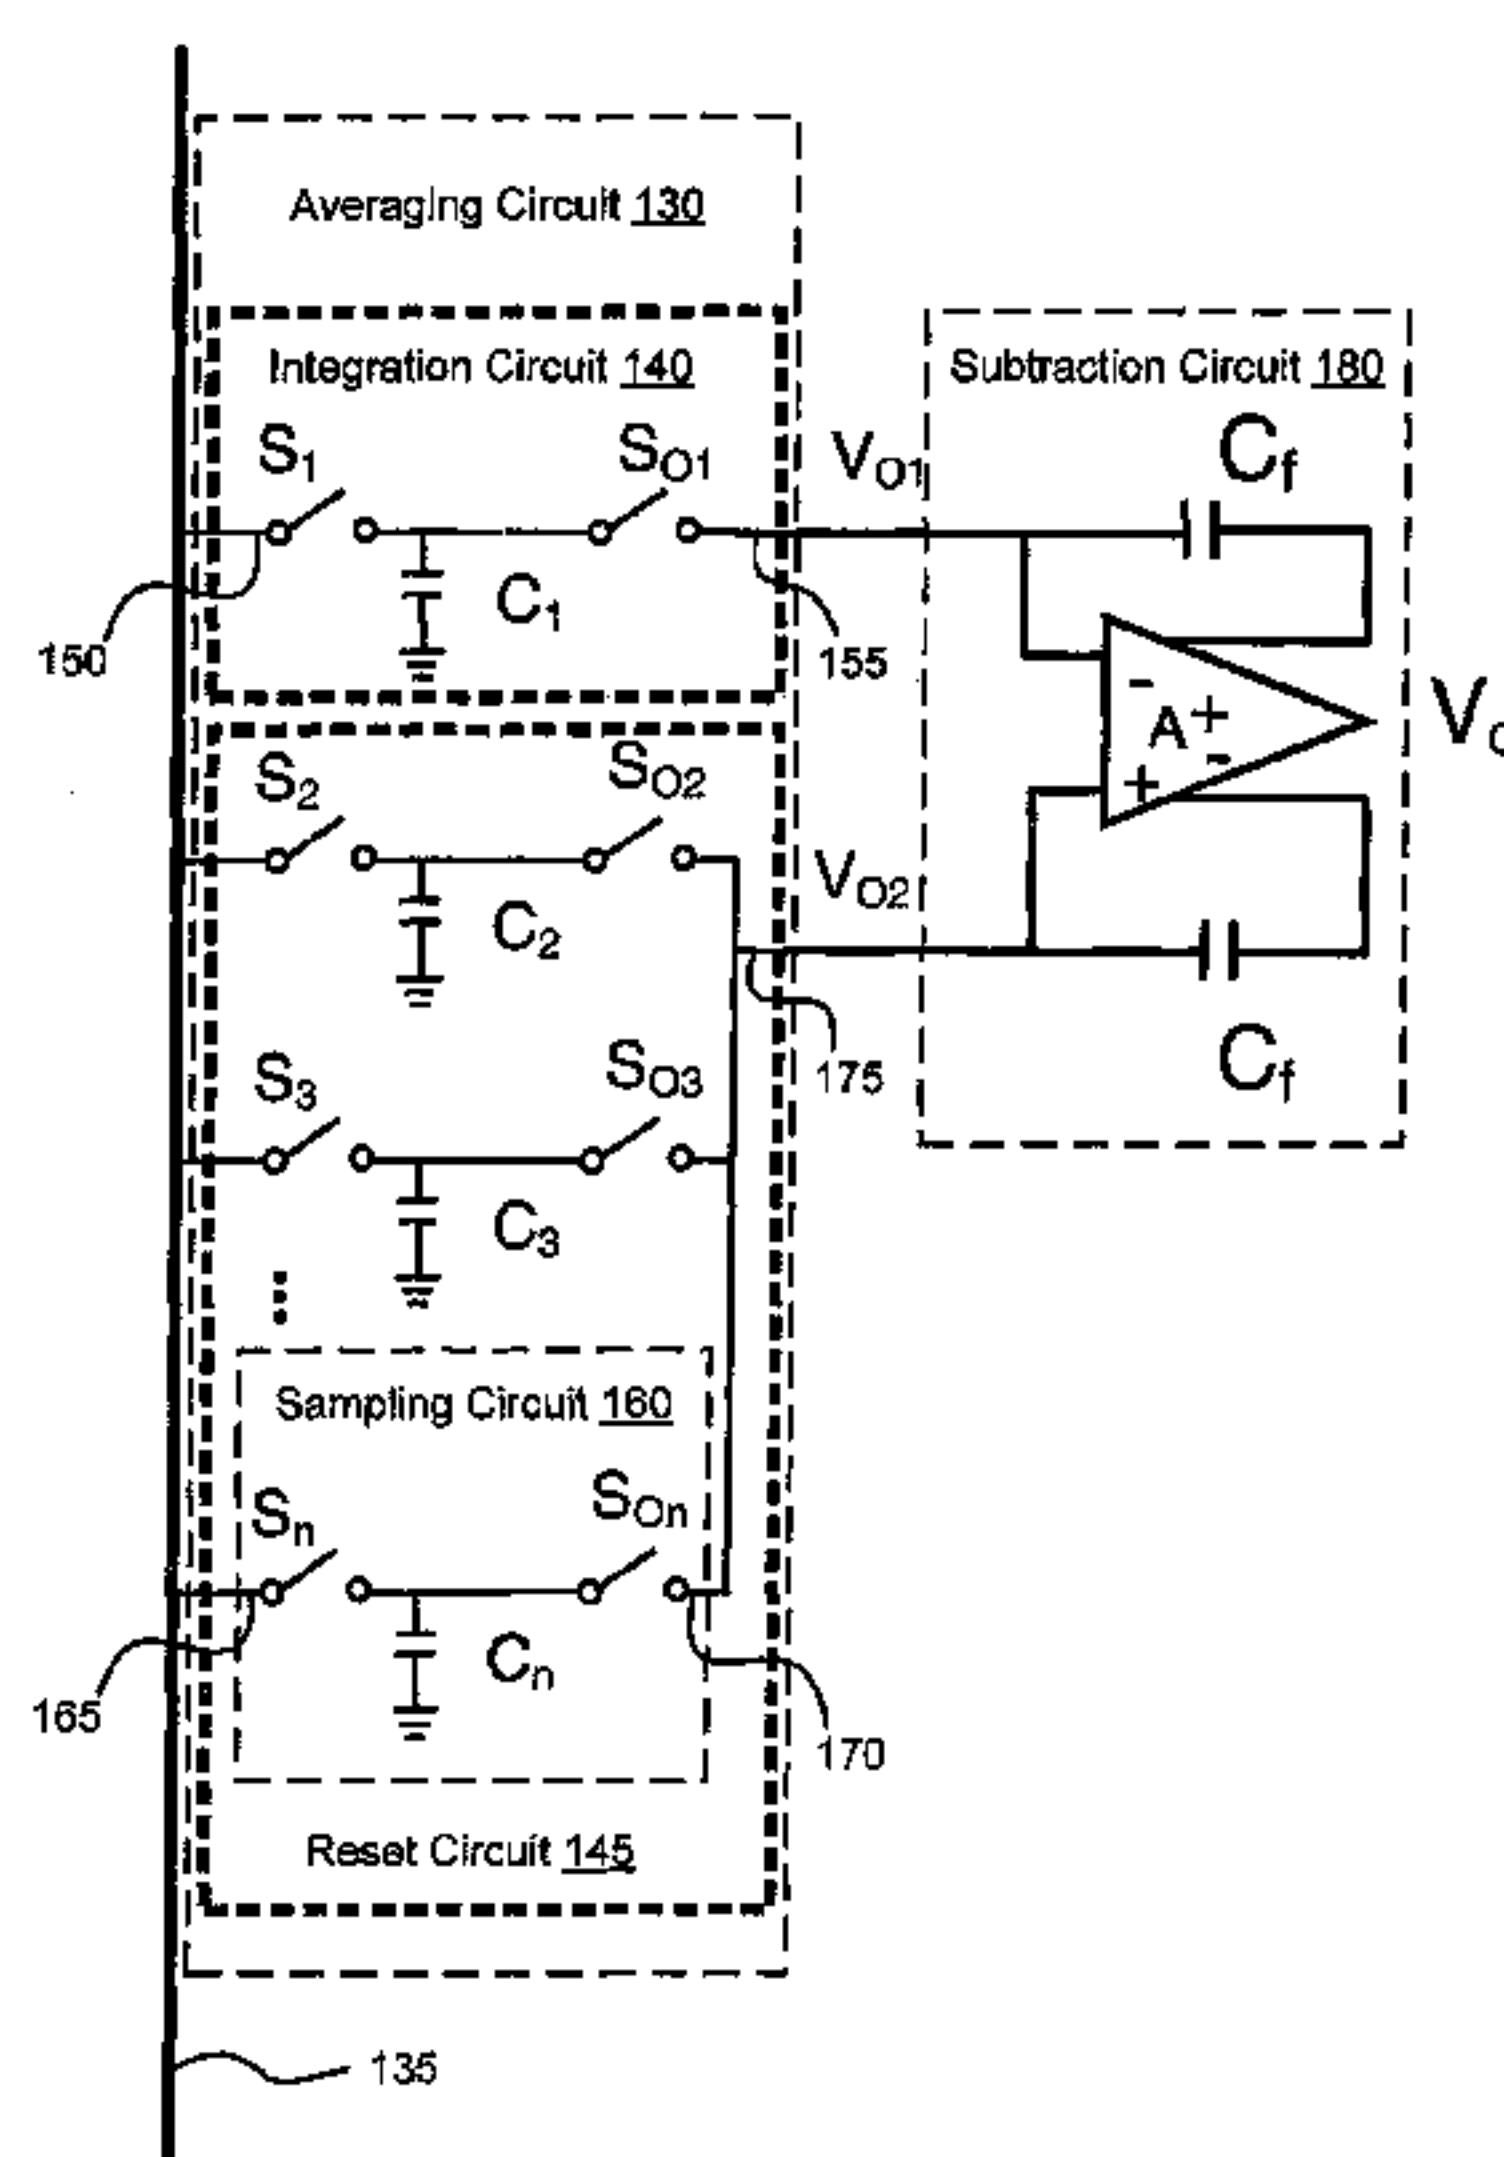 Averaging Circuit 130
Integration Circuit 140
Subtraction Circuit 180
S1
SO1
VO1
Cf
C1
150
155
- A + + -
VO
S2
SO2
VO2
C2
S3
SO3
175
Cf
C3
Sampling Circuit 160
Sn
SOn
Cn
165
170
Reset Circuit 145
135